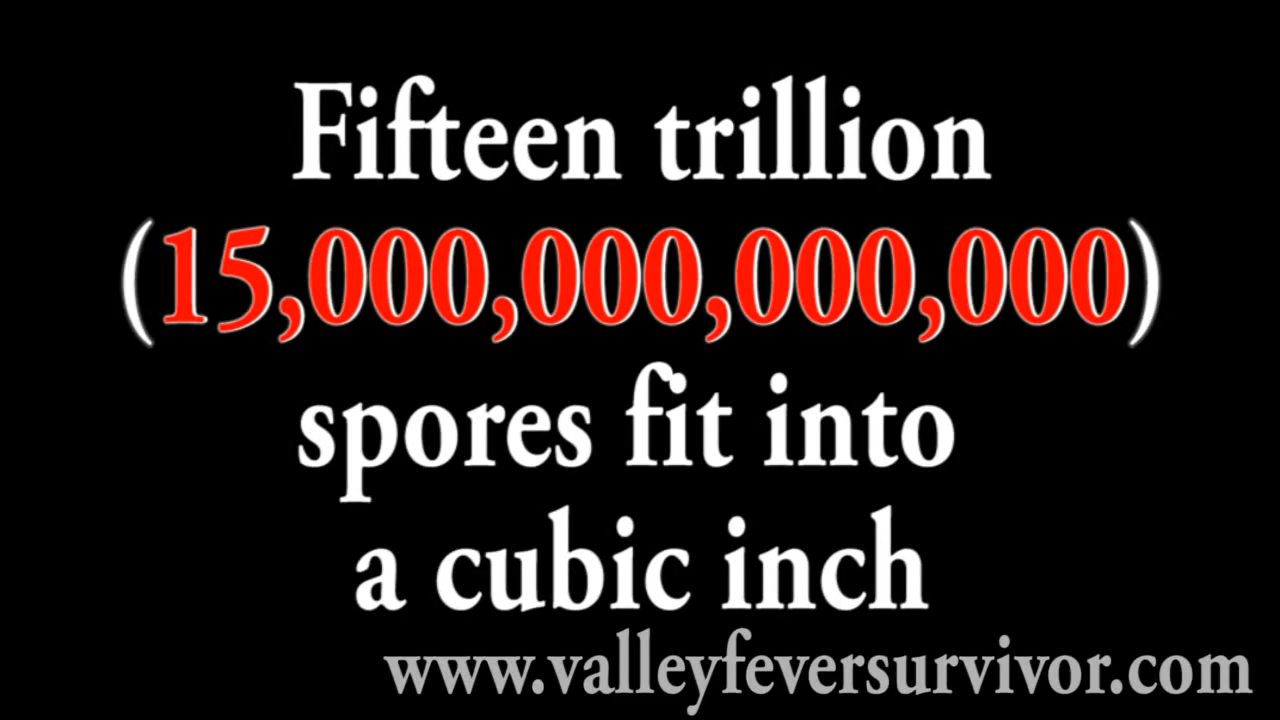 Fifteen trillion
(15,000,000,000,000)
spores fit into
a cubic inch
www.valleyfeversurvivor.com